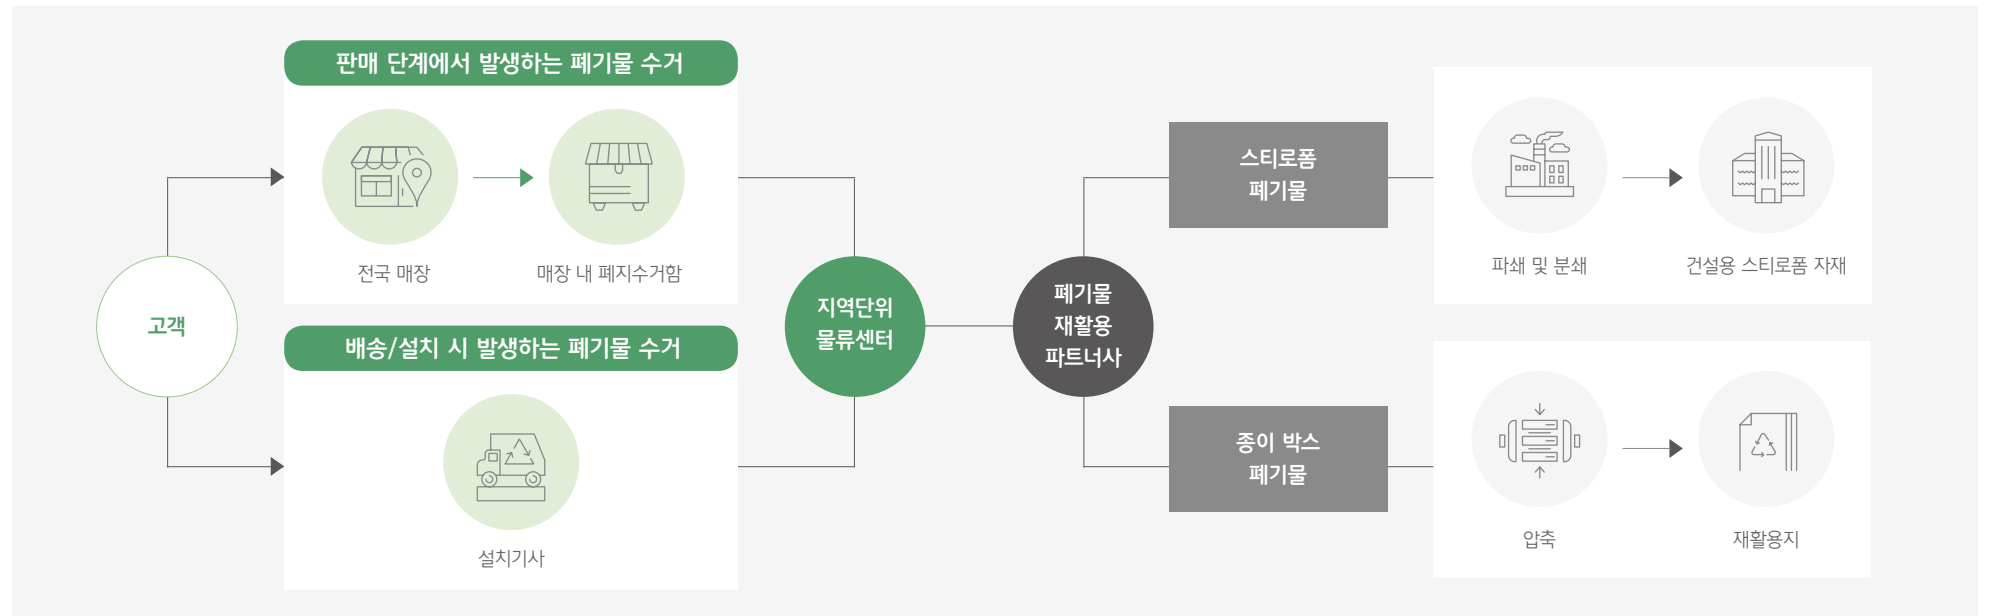 고객
판매 단계에서 발생하는 폐기물 수거
전국 매장
매장 내 폐지수거함
배송/설치 시 발생하는 폐기물 수거
설치기사
지역단위
물류센터
폐기물
재활용
파트너사
스티로폼
폐기물
파쇄 및 분쇄
건설용 스티로폼 자재
종이 박스
폐기물
압축
재활용지